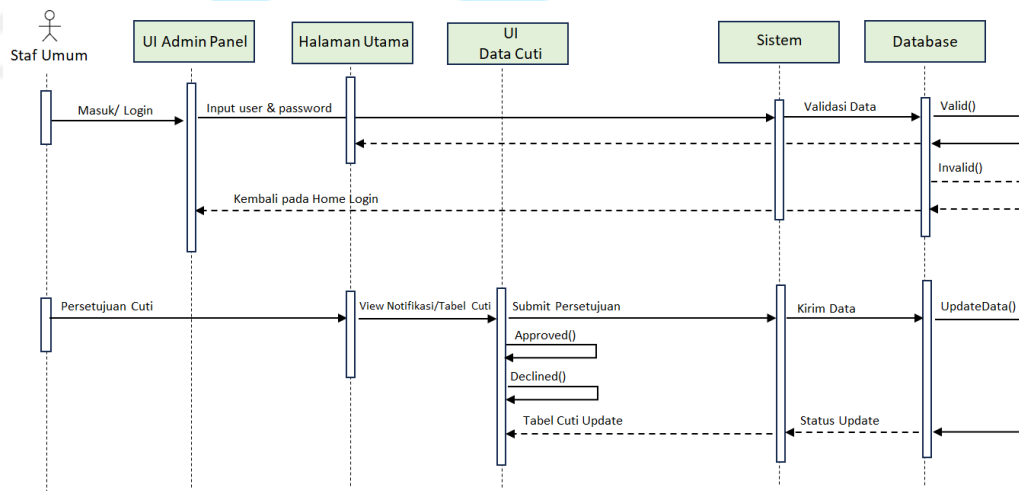 Staf Umum
UI Admin Panel
Halaman Utama
UI
Data Cuti
Sistem
Database
Masuk/ Login
Input user & password
Validasi Data
Valid()
Invalid()
Kembali pada Home Login
Persetujuan Cuti
View Notifikasi/Tabel Cuti
Submit Persetujuan
Kirim Data
UpdateData()
Approved()
Declined()
Tabel Cuti Update
Status Update